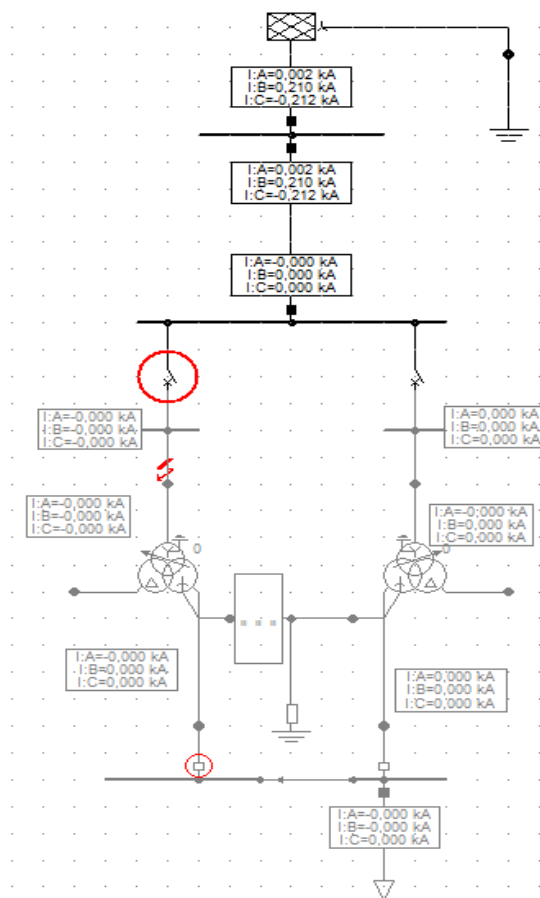 I:A=0,002 kA
I:B=0,210 kA
I:C=-0,212 kA
I:A=0,002 kA
I:B=0,210 kA
I:C=-0,212 kA
I:A=-0,000 kA
I:B=0,000 kA
I:C=0,000 kA
I:A=-0,000 kA
I:B=-0,000 kA
I:C=-0,000 kA
I:A=0,000 kA
I:B=0,000 kA
I:C=0,000 kA
I:A=-0,000 kA
I:B=-0,000 kA
I:C=-0,000 kA
0
I:A=-0,000 kA
I:B=0,000 kA
I:C=0,000 kA
0
I:A=-0,000 kA
I:B=0,000 kA
I:C=0,000 kA
I:A=0,000 kA
I:B=0,000 kA
I:C=0,000 kA
I:A=-0,000 kA
I:B=-0,000 kA
I:C=0,000 kA